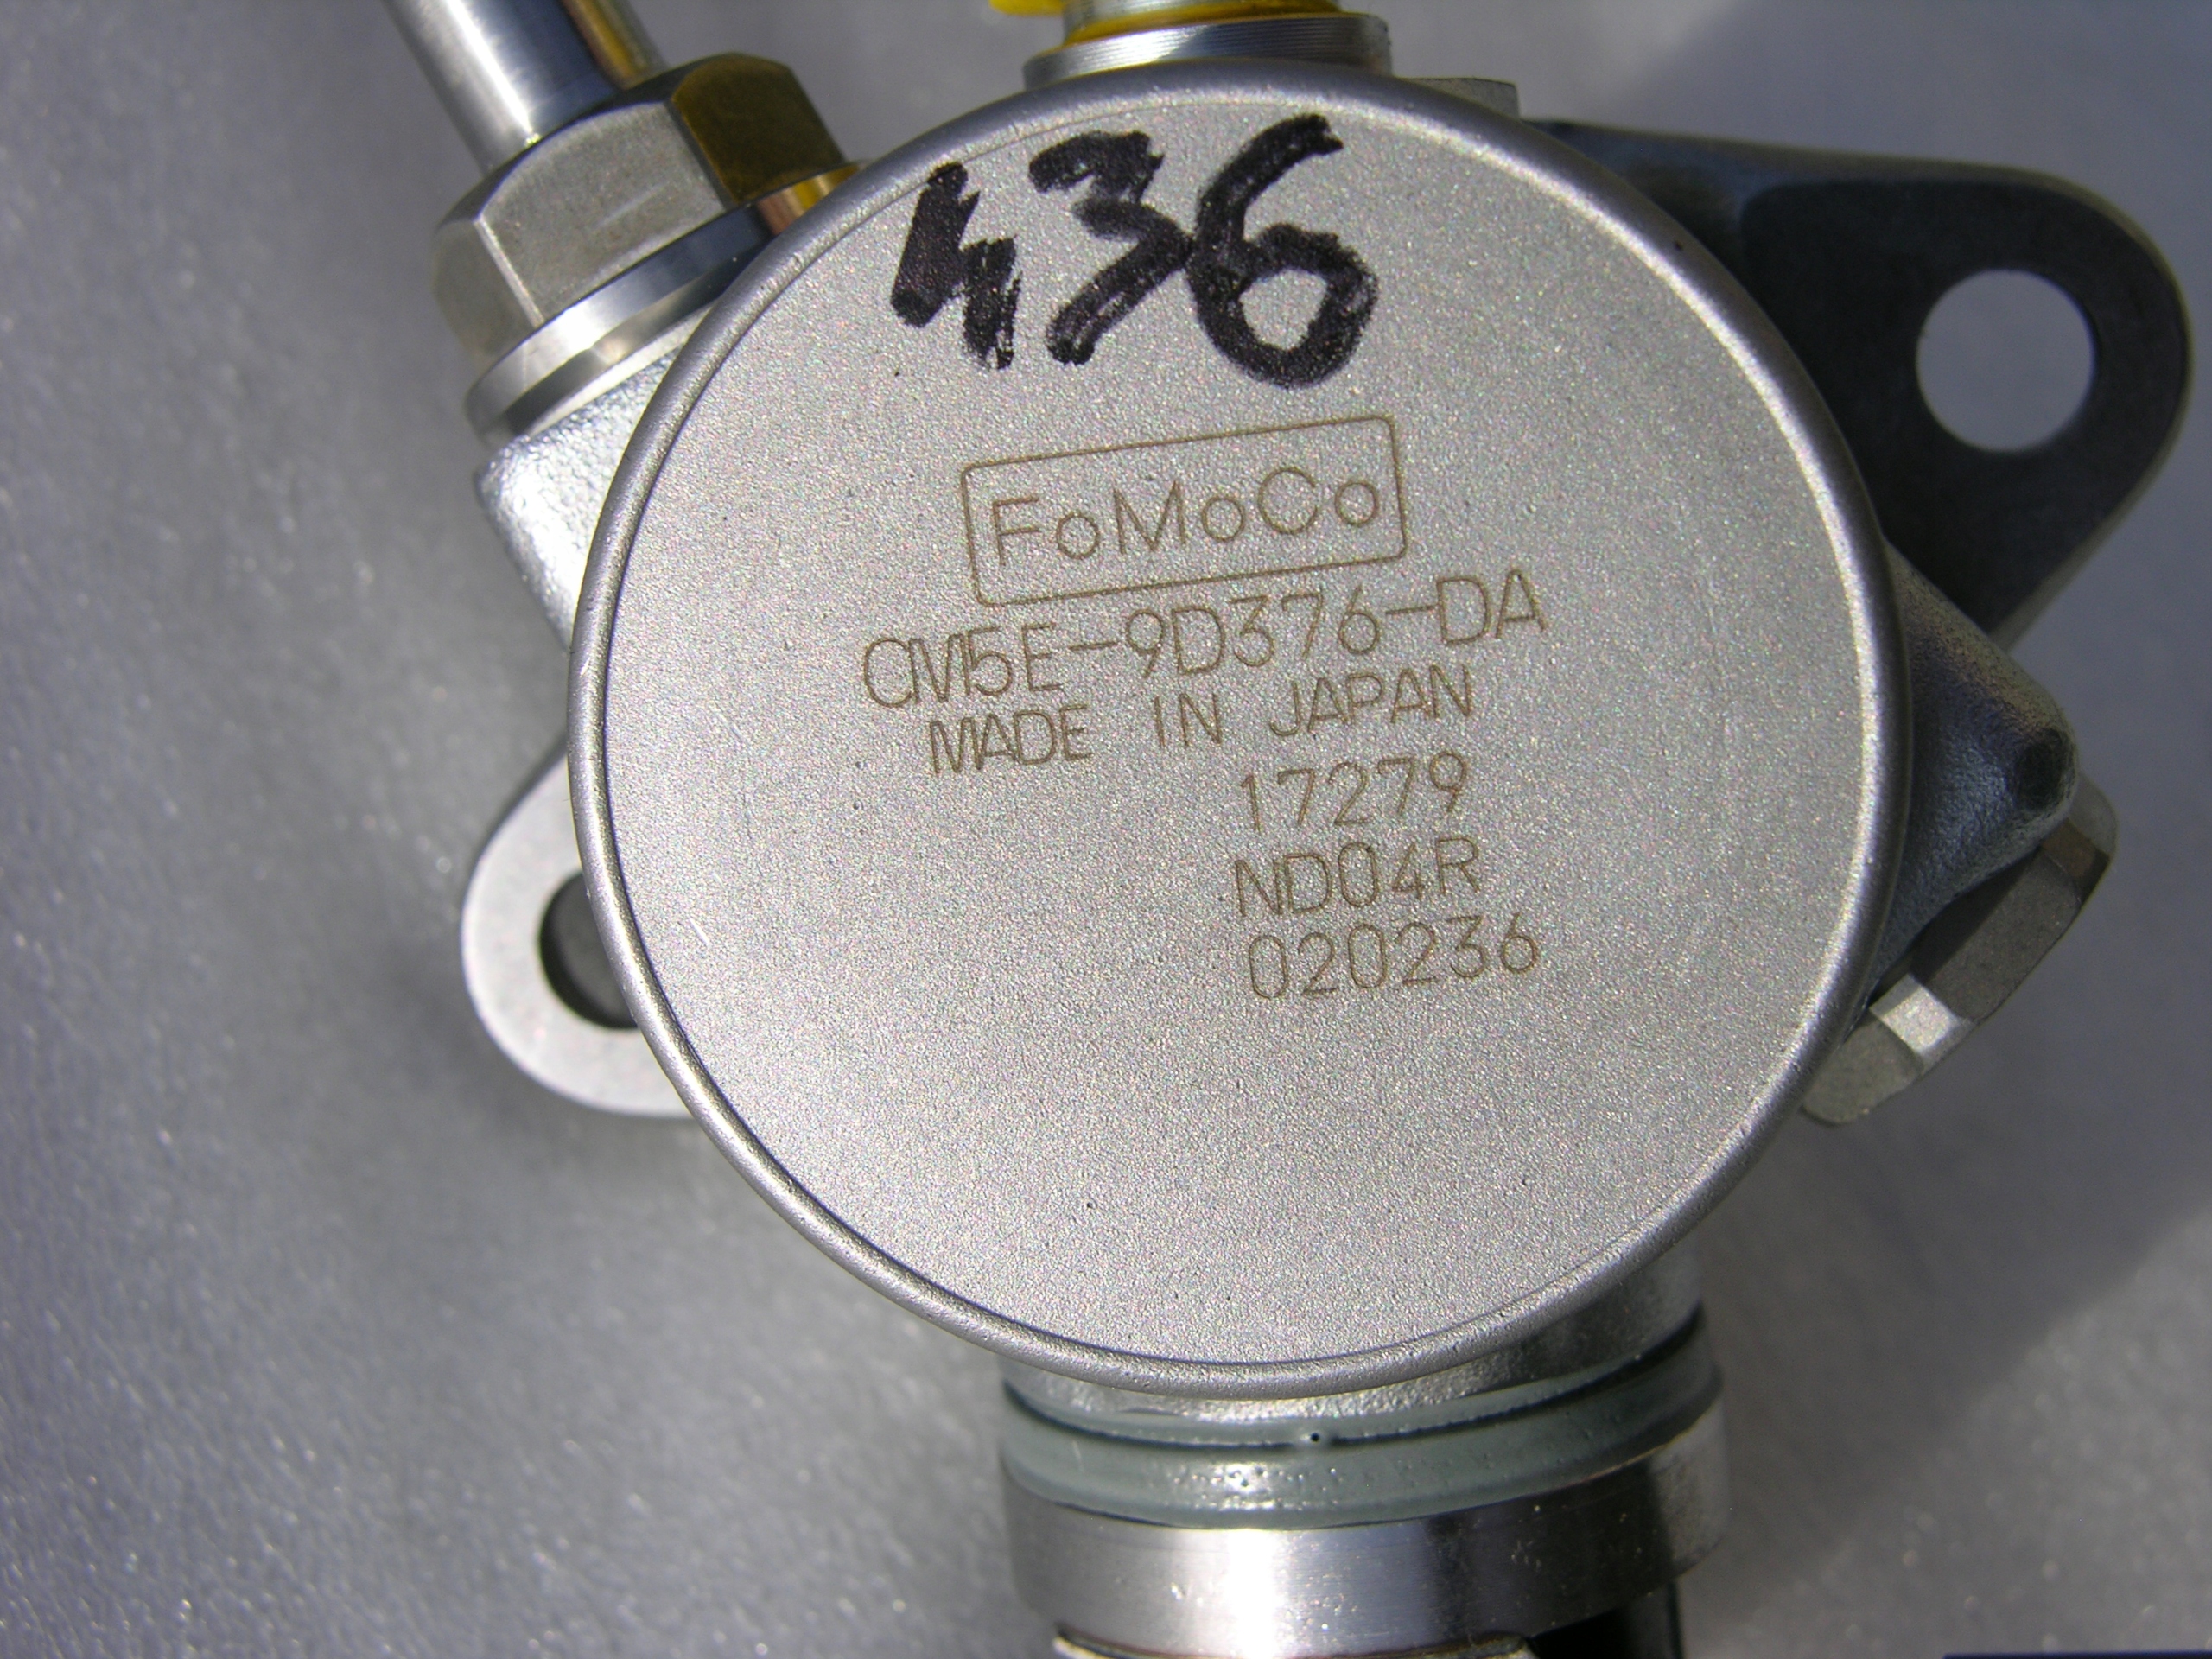 436
FoMoCo
CM5E-9D376-DA
MADE IN JAPAN
17279
ND04R
020236